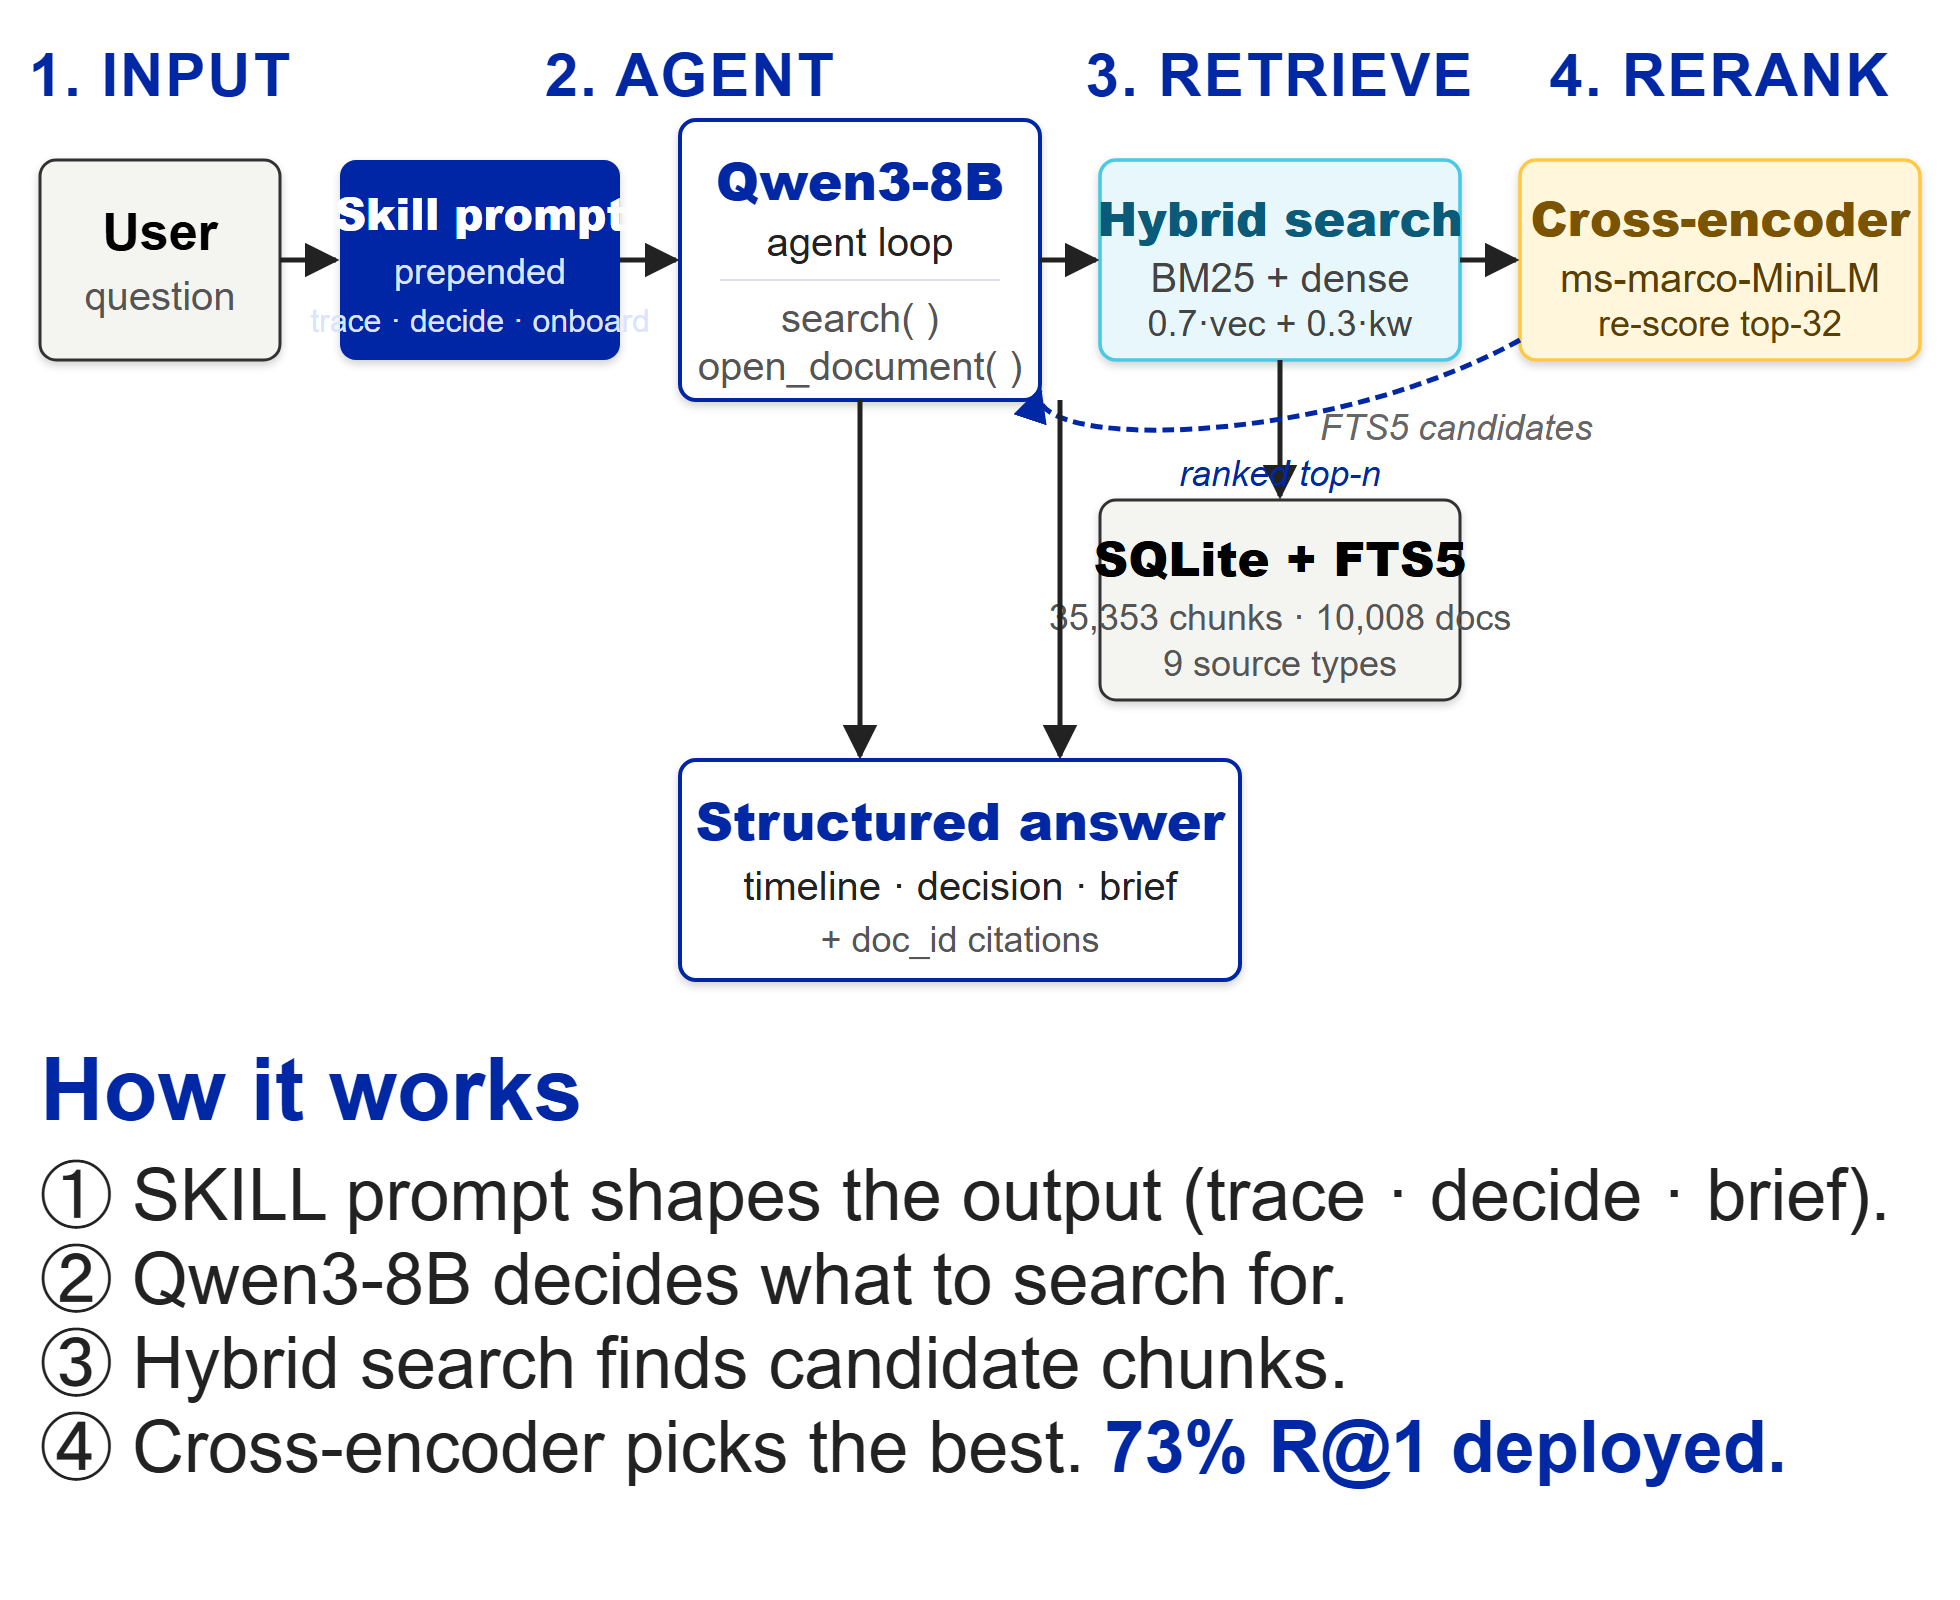 1. INPUT
2. AGENT
3. RETRIEVE
4. RERANK
User
question
Skill prompt
prepended
trace · decide · onboard
Qwen3-8B
agent loop
search( )
open_document( )
Hybrid search
BM25 + dense
0.7·vec + 0.3·kw
Cross-encoder
ms-marco-MiniLM
re-score top-32
FTS5 candidates
ranked top-n
SQLite + FTS5
35,353 chunks · 10,008 docs
9 source types
Structured answer
timeline · decision · brief
+ doc_id citations
How it works
① SKILL prompt shapes the output (trace · decide · brief).
② Qwen3-8B decides what to search for.
③ Hybrid search finds candidate chunks.
④ Cross-encoder picks the best. 73% R@1 deployed.